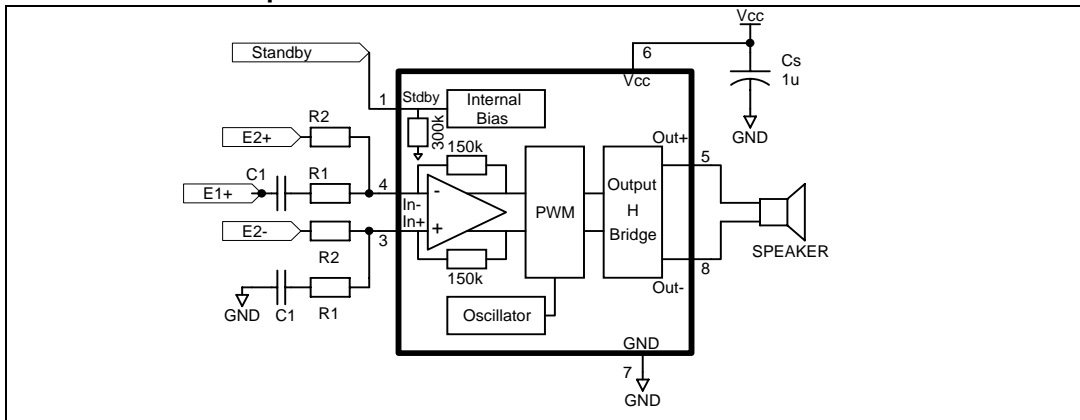 Vcc
Standby
6
Cs
1u
Vcc
1
Stdby
Internal
Bias
GND
R2
300k
E2+
150k
Out+
5
C1
R1
4
E1+
-
Output
H
Bridge
PWM
In-
In+
E2-
+
3
SPEAKER
R2
150k
8
Out-
GND
C1
R1
Oscillator
GND
7
GND